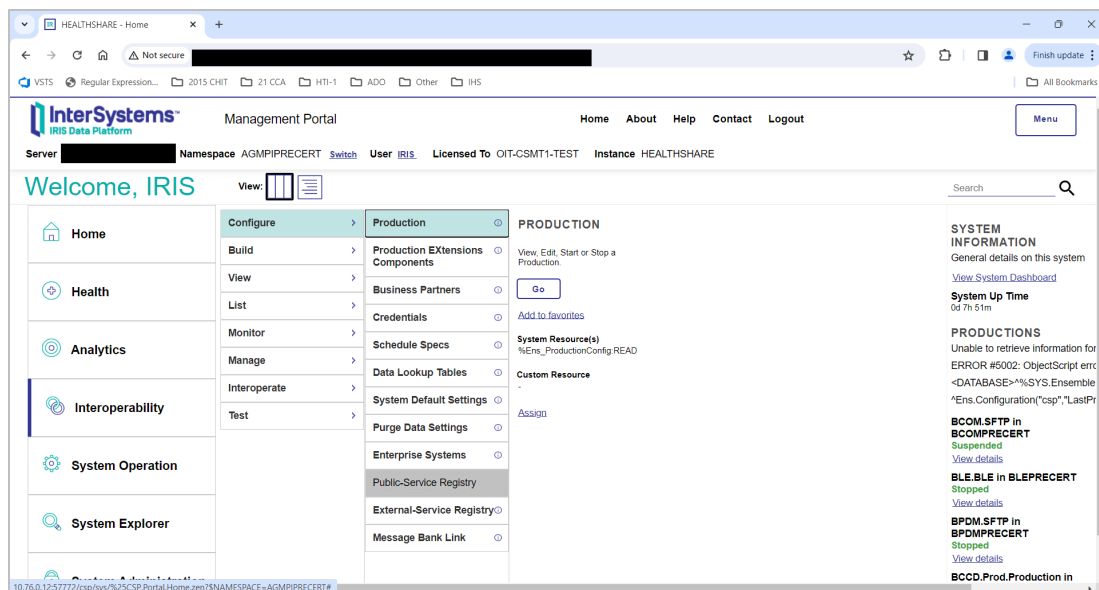 HEALTHSHARE - Home
Not secure
Finish update
VSTS
Regular Expression...
2015 CHIT
21 CCA
HTI-1
ADO
Other
IHS
All Bookmarks
InterSystems™
IRIS Data Platform
Management Portal
Home About Help Contact Logout
Menu
Server
Namespace AGMPIPRECERT Switch User IRIS Licensed To OIT-CSMT1-TEST Instance HEALTHSHARE
Welcome, IRIS
View:
Search
Home
Health
Analytics
Interoperability
System Operation
System Explorer
System Administration
Configure
Build
View
List
Monitor
Manage
Interoperate
Test
Production
Production EXtensions
Components
Business Partners
Credentials
Schedule Specs
Data Lookup Tables
System Default Settings
Purge Data Settings
Enterprise Systems
Public-Service Registry
External-Service Registry
Message Bank Link
PRODUCTION
View, Edit, Start or Stop a
Production.
Go
Add to favorites
System Resource(s)
%Ens_ProductionConfig:READ
Custom Resource
-
Assign
SYSTEM
INFORMATION
General details on this system
View System Dashboard
System Up Time
0d 7h 51m
PRODUCTIONS
Unable to retrieve information for
ERROR #5002: ObjectScript erro
<DATABASE>^%SYS.Ensemble
^Ens.Configuration("csp","LastPr
BCOM.SFTP in
BCOMPRECERT
Suspended
View details
BLE.BLE in BLEPRECERT
Stopped
View details
BPDM.SFTP in
BPDMPRECERT
Stopped
View details
BCCD.Prod.Production in
10.76.0.12:57772/csp/sys/%25CSP.Portal.Home.zen?$NAMESPACE=AGMPIPRECERT#